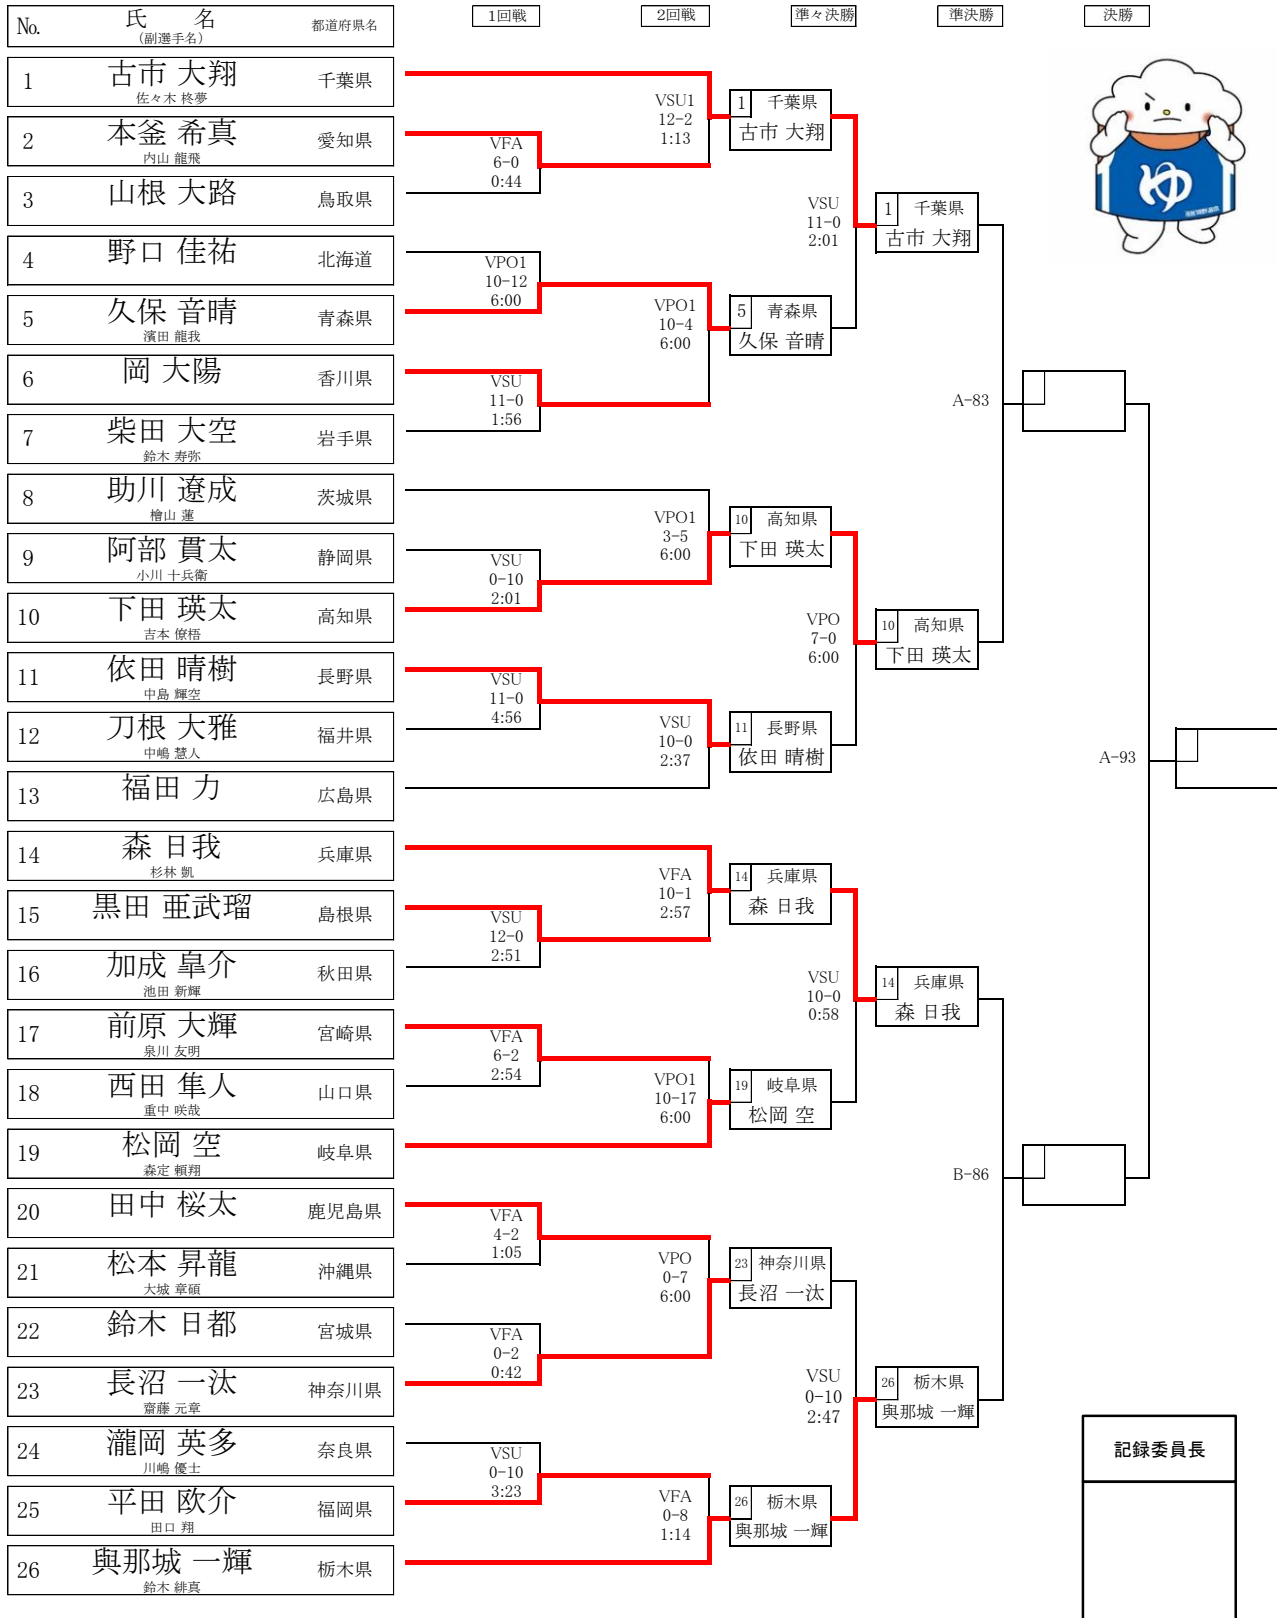 No. 氏 名 都道府県名 1回戦 2回戦 準々決勝 準決勝 決勝
(副選手名)
1 古市 大翔 千葉県
佐々木 柊夢
2 本釜 希真 愛知県
内山 龍飛
3 山根 大路 鳥取県
4 野口 佳祐 北海道
5 久保 音晴 青森県
濱田 龍我
6 岡 大陽 香川県
7 柴田 大空 岩手県
鈴木 寿弥
8 助川 遼成 茨城県
檜山 蓮
9 阿部 貫太 静岡県
小川 十兵衛
10 下田 瑛太 高知県
吉本 僚梧
11 依田 晴樹 長野県
中島 輝空
12 刀根 大雅 福井県
中嶋 慧人
13 福田 力 広島県
14 森 日我 兵庫県
杉林 凱
15 黒田 亜武瑠 島根県
16 加成 皐介 秋田県
池田 新輝
17 前原 大輝 宮崎県
泉川 友明
18 西田 隼人 山口県
重中 咲哉
19 松岡 空 岐阜県
森定 頼翔
20 田中 桜太 鹿児島県
21 松本 昇龍 沖縄県
大城 章碩
22 鈴木 日都 宮城県
23 長沼 一汰 神奈川県
齋藤 元章
24 瀧岡 英多 奈良県
川嶋 優士
25 平田 欧介 福岡県
田口 翔
26 與那城 一輝 栃木県
鈴木 緋真
VFA
6-0
0:44
VPO1
10-12
6:00
VSU
11-0
1:56
VSU
0-10
2:01
VSU
11-0
4:56
VSU
12-0
2:51
VFA
6-2
2:54
VFA
4-2
1:05
VFA
0-2
0:42
VSU
0-10
3:23
VSU1
12-2
1:13
VPO1
10-4
6:00
VPO1
3-5
6:00
VSU
10-0
2:37
VFA
10-1
2:57
VPO1
10-17
6:00
VPO
0-7
6:00
VFA
0-8
1:14
1 千葉県
古市 大翔
5 青森県
久保 音晴
10 高知県
下田 瑛太
11 長野県
依田 晴樹
14 兵庫県
森 日我
19 岐阜県
松岡 空
23 神奈川県
長沼 一汰
26 栃木県
與那城 一輝
VSU
11-0
2:01
VPO
7-0
6:00
VSU
10-0
0:58
VSU
0-10
2:47
1 千葉県
古市 大翔
10 高知県
下田 瑛太
14 兵庫県
森 日我
26 栃木県
與那城 一輝
A-83
B-86
A-93
ゆ
記録委員長